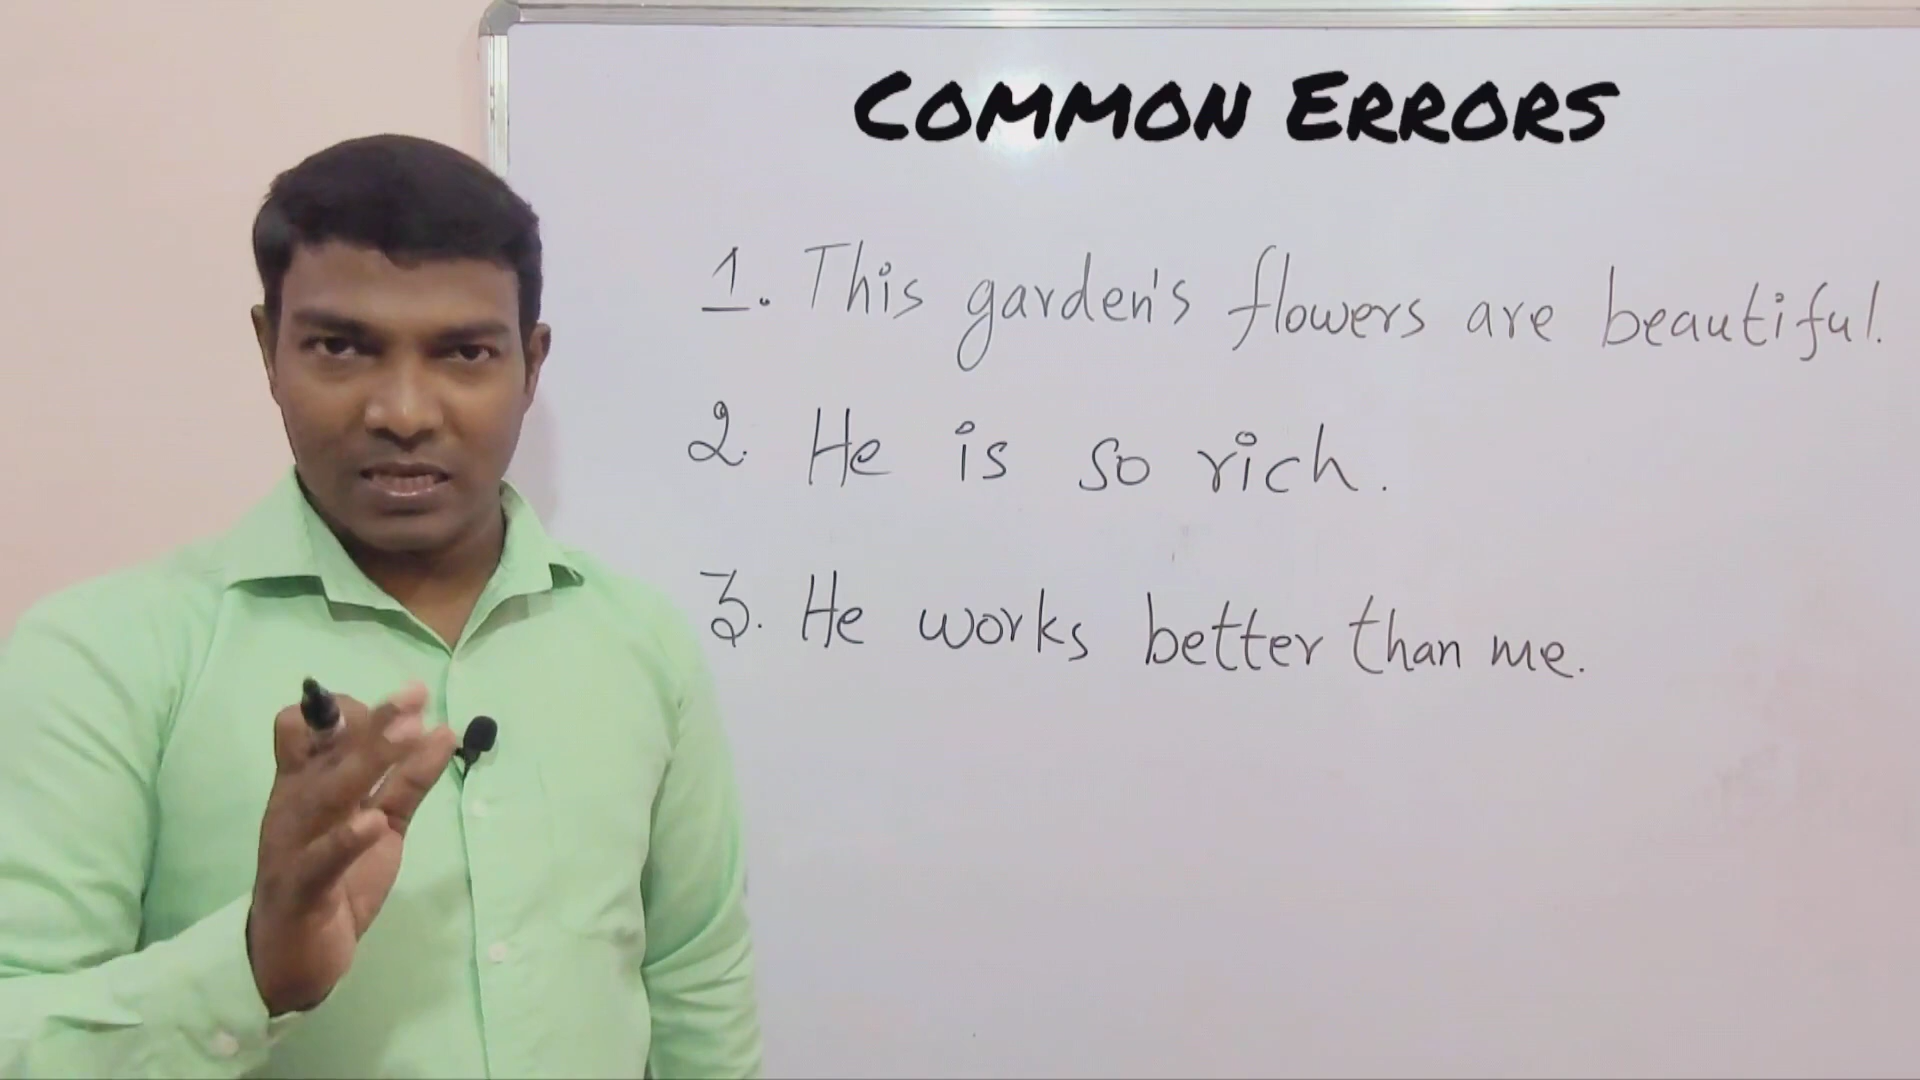 COMMON ERRORS
1. This garden's flowers are beautiful.
2. He is so rich.
3. He works better than me.